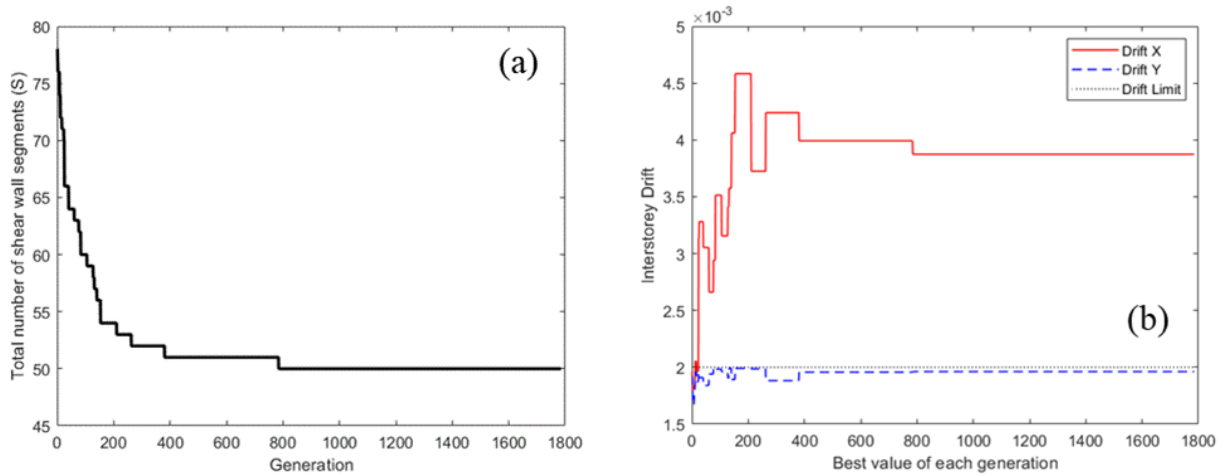 (a)
Total number of shear wall segments (S)
80
75
70
65
60
55
50
45
0 200 400 600 800 1000 1200 1400 1600 1800
Generation
×10⁻³
Drift X
Drift Y
Drift Limit
(b)
Interstorey Drift
5
4.5
4
3.5
3
2.5
2
1.5
0 200 400 600 800 1000 1200 1400 1600 1800
Best value of each generation